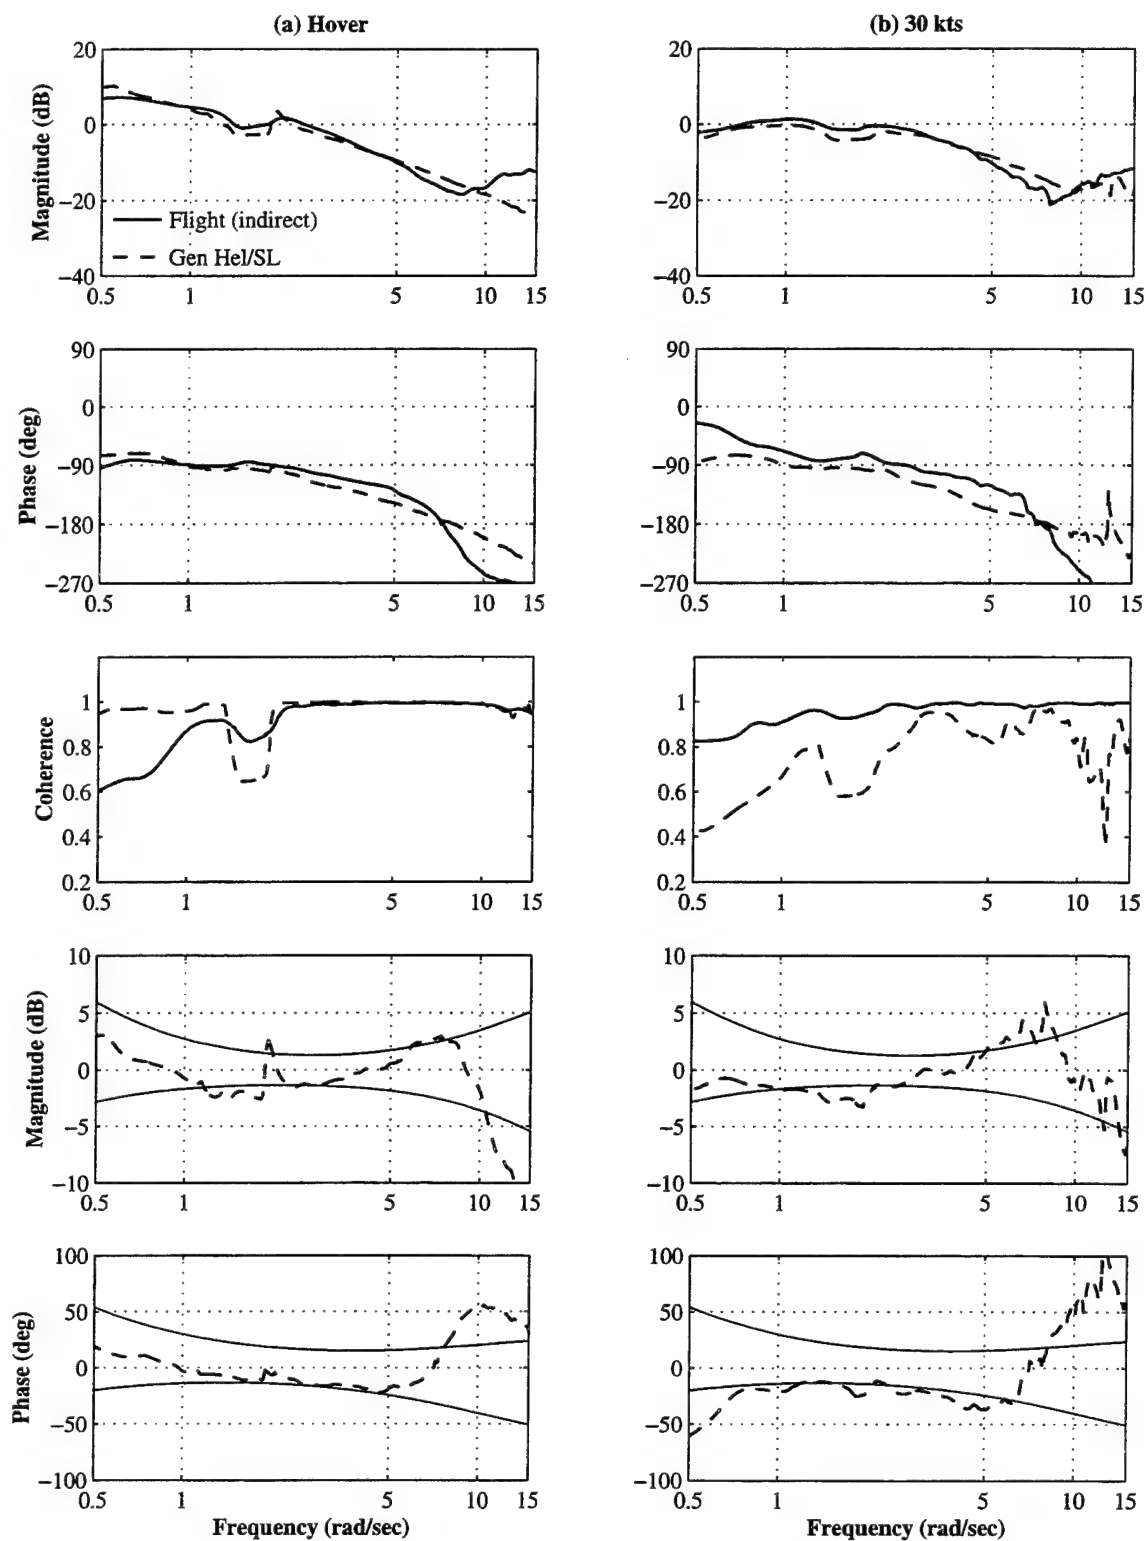 (a) Hover
(b) 30 kts
20
0
−20
−40
Magnitude (dB)
Flight (indirect)
Gen Hel/SL
0.5 1 5 10 15
20
0
−20
−40
0.5 1 5 10 15
90
0
−90
−180
−270
Phase (deg)
0.5 1 5 10 15
90
0
−90
−180
−270
0.5 1 5 10 15
1
0.8
0.6
0.4
0.2
Coherence
0.5 1 5 10 15
1
0.8
0.6
0.4
0.2
0.5 1 5 10 15
10
5
0
−5
−10
Magnitude (dB)
0.5 1 5 10 15
10
5
0
−5
−10
0.5 1 5 10 15
100
50
0
−50
−100
Phase (deg)
0.5 1 5 10 15
Frequency (rad/sec)
100
50
0
−50
−100
0.5 1 5 10 15
Frequency (rad/sec)